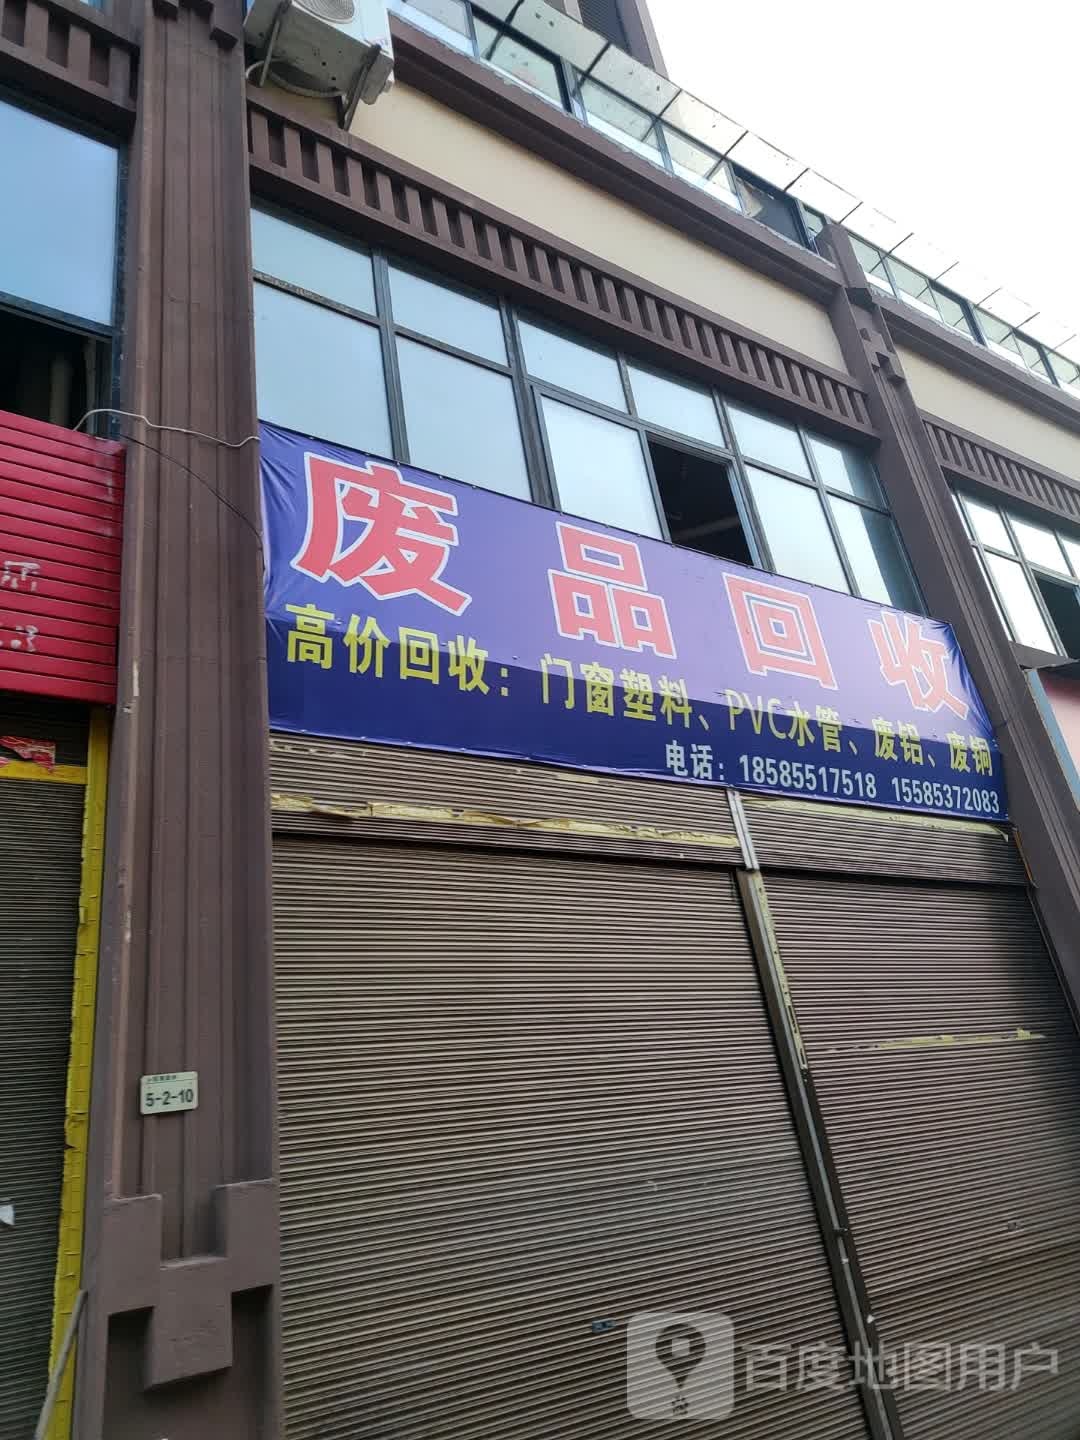 废品回收
高价回收：门窗塑料、PVC水管、废铝、废铜
电话：18585517518 15585372083
5-2-10
百度地图用户